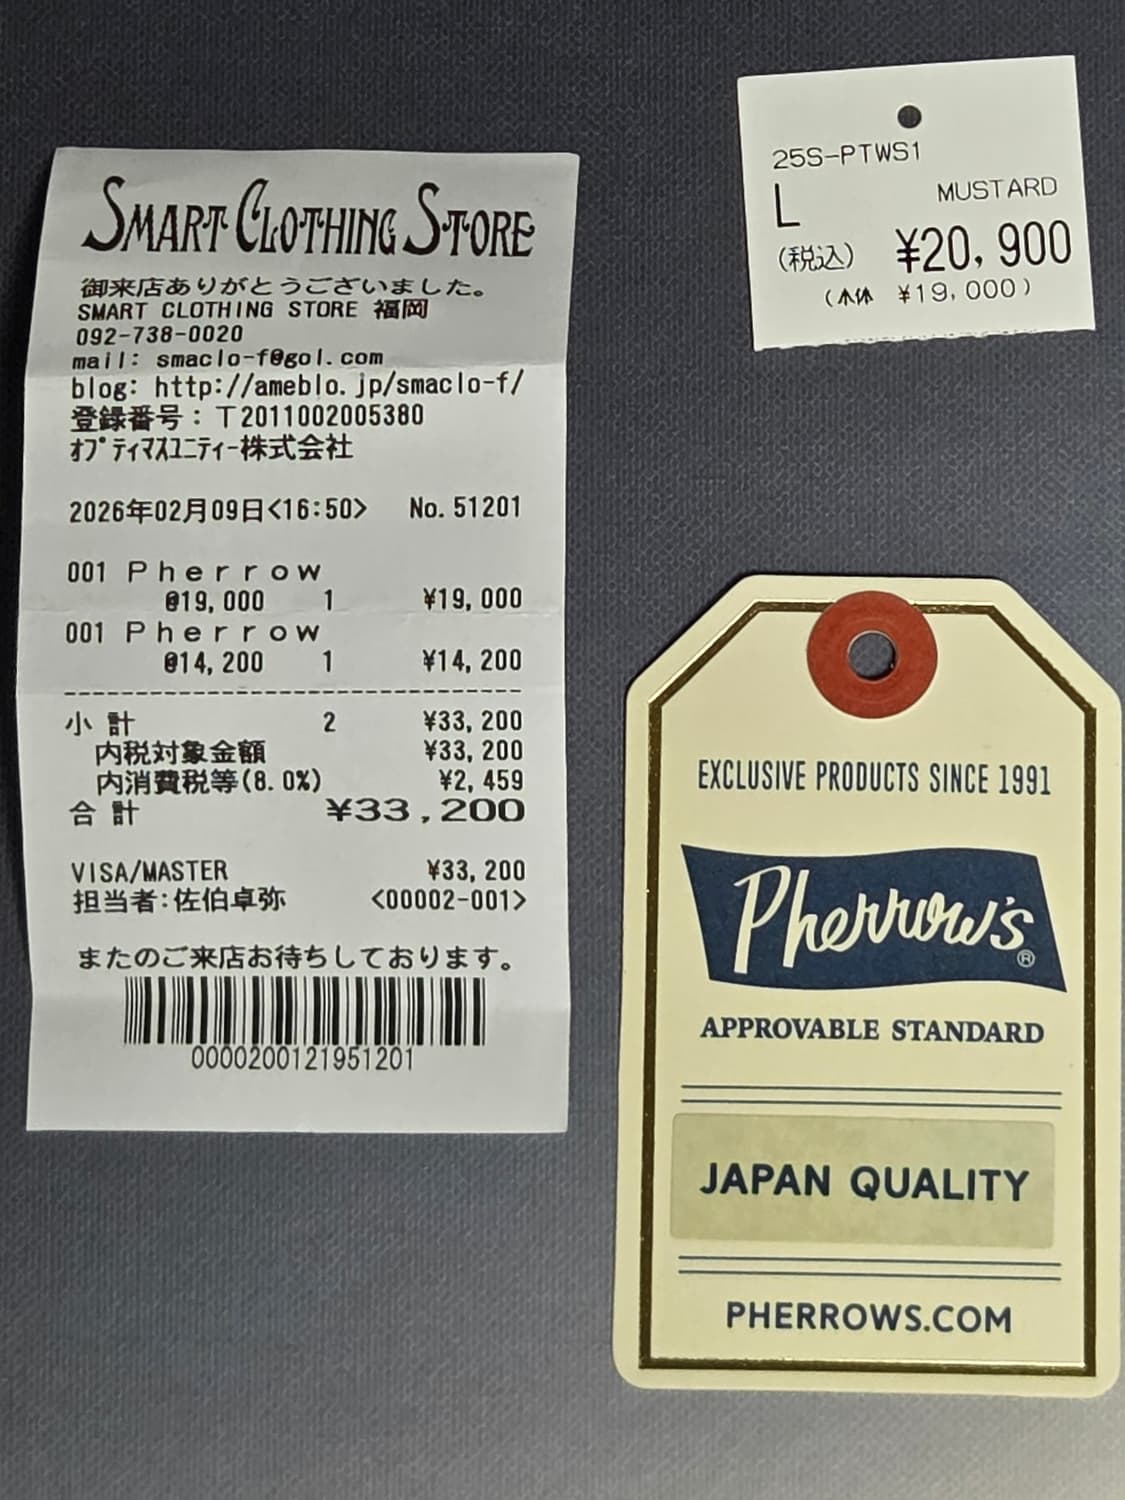 SMART CLOTHING STORE
御来店ありがとうございました。
SMART CLOTHING STORE 福岡
092-738-0020
mail: smaclo-f@gol.com
blog: http://ameblo.jp/smaclo-f/
登録番号：T2011002005380
ｵﾌﾟﾃｨﾏｽﾕﾆﾃｨｰ株式会社
2026年02月09日<16:50> No.51201
001 Pherrow
@19,000 1 ¥19,000
001 Pherrow
@14,200 1 ¥14,200
小 計 2 ¥33,200
内税対象金額 ¥33,200
内消費税等(8.0%) ¥2,459
合 計 ¥33,200
VISA/MASTER ¥33,200
担当者:佐伯卓弥 <00002-001>
またのご来店お待ちしております。
0000200121951201
25S-PTWS1
L MUSTARD
(税込) ¥20,900
(本体 ¥19,000)
EXCLUSIVE PRODUCTS SINCE 1991
Pherrow's®
APPROVABLE STANDARD
JAPAN QUALITY
PHERROWS.COM